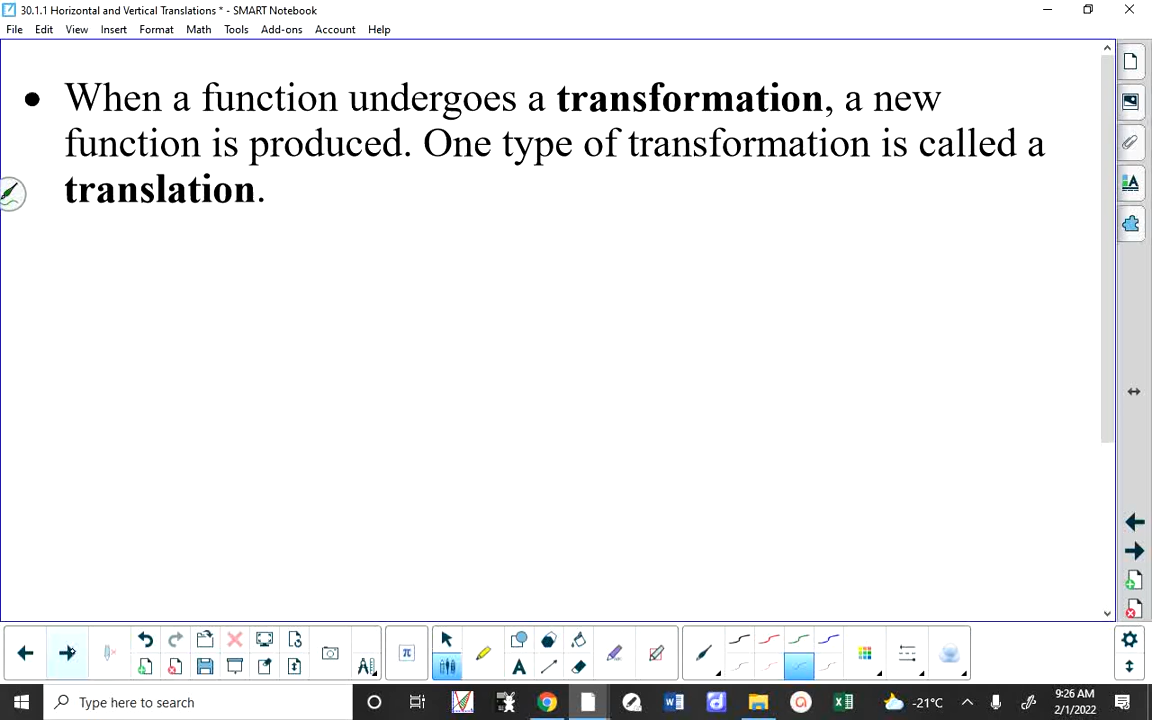 30.1.1 Horizontal and Vertical Translations * - SMART Notebook
File Edit View Insert Format Math Tools Add-ons Account Help
• When a function undergoes a transformation, a new
function is produced. One type of transformation is called a
translation.
π
A
Type here to search
-21°C
9:26 AM
2/1/2022